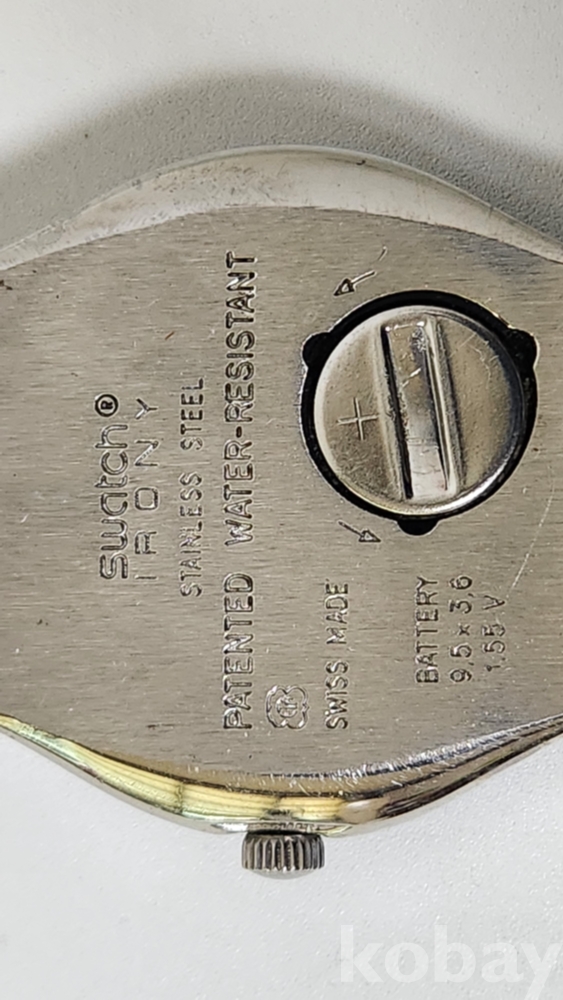 swatch®
IRONY
STAINLESS STEEL
PATENTED WATER-RESISTANT
SWISS MADE
BATTERY
9,5 x 3,6
1.55 V
+
kobay